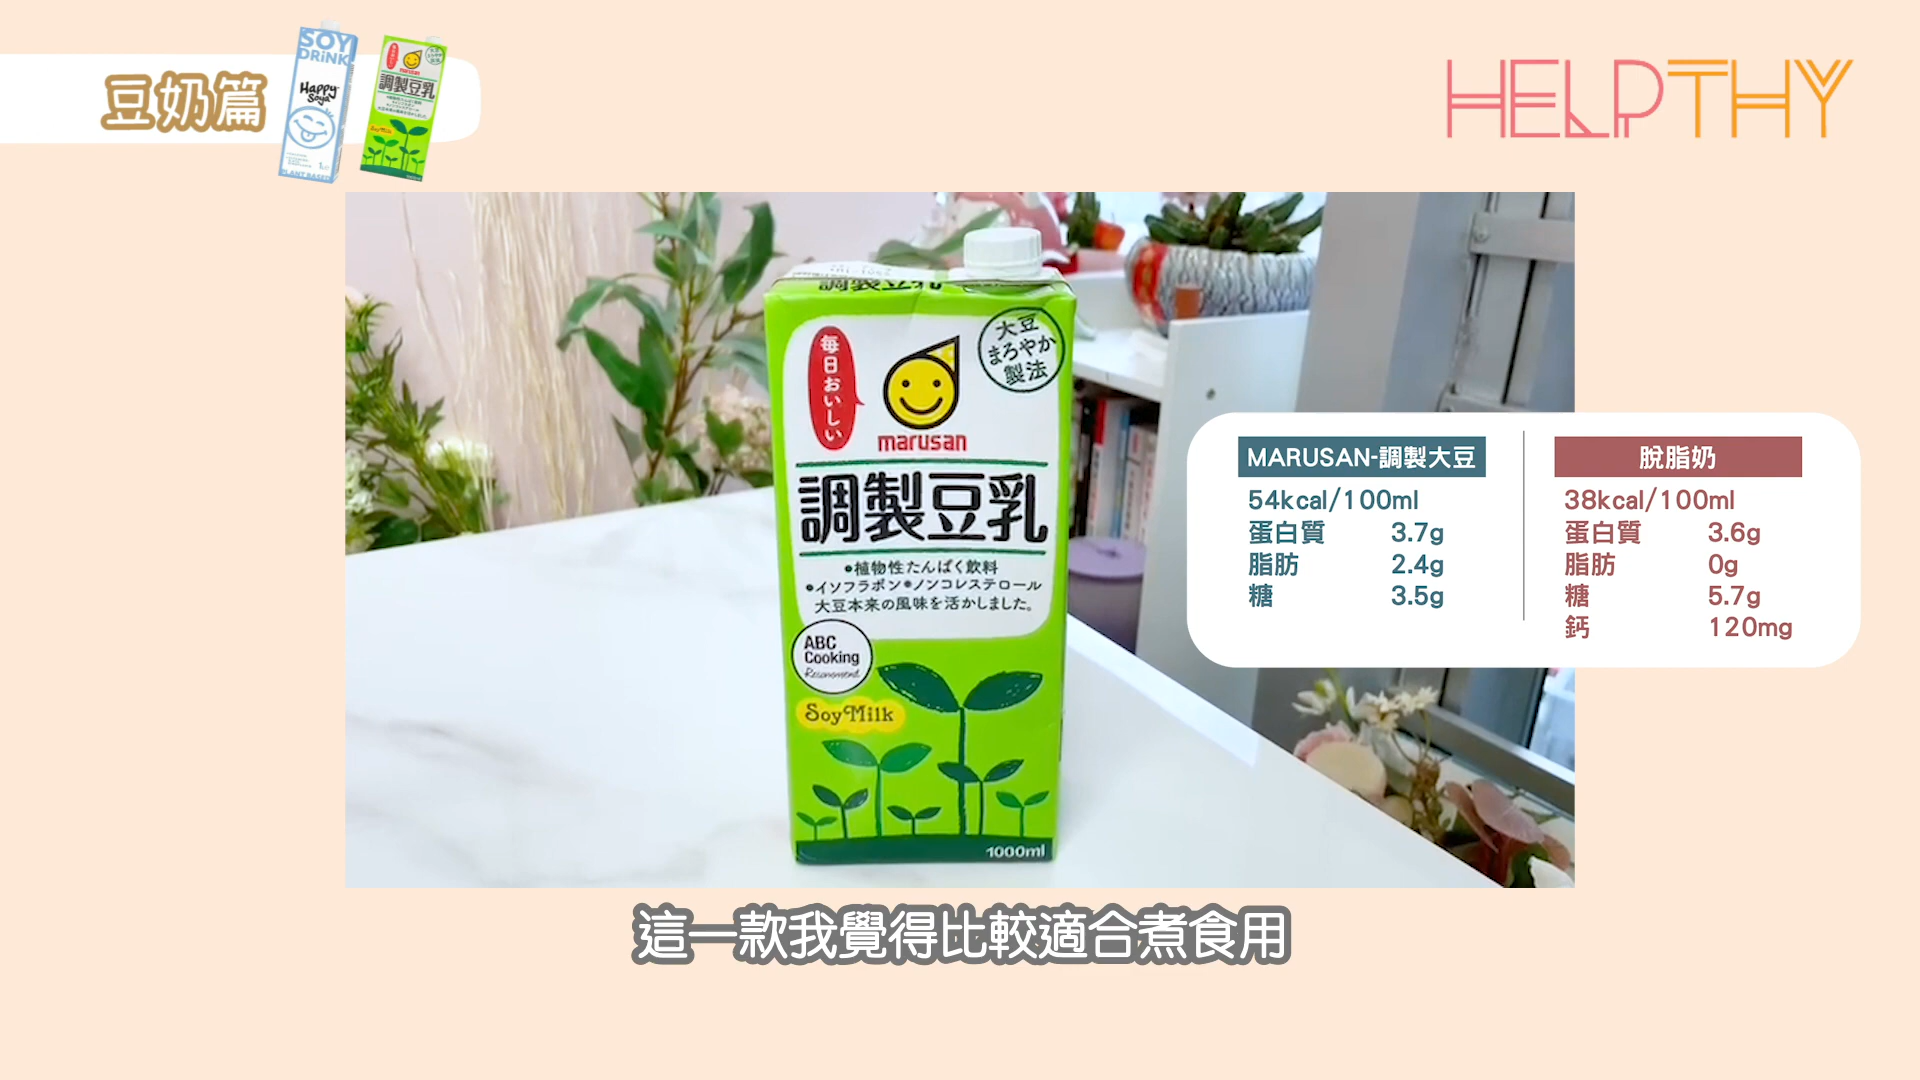 豆奶篇
SOY
DRiNK
Happy
Soya
PLANT BASED
marusan
調製豆乳
HELPTHY
調製豆乳
毎日おいしい
大豆
まろやか
製法
marusan
調製豆乳
●植物性たんぱく飲料
●イソフラボン●ノンコレステロール
大豆本来の風味を活かしました。
ABC
Cooking
Recommend
Soy Milk
1000ml
MARUSAN-調製大豆
54kcal/100ml
蛋白質 3.7g
脂肪 2.4g
糖 3.5g
脫脂奶
38kcal/100ml
蛋白質 3.6g
脂肪 0g
糖 5.7g
鈣 120mg
這一款我覺得比較適合煮食用